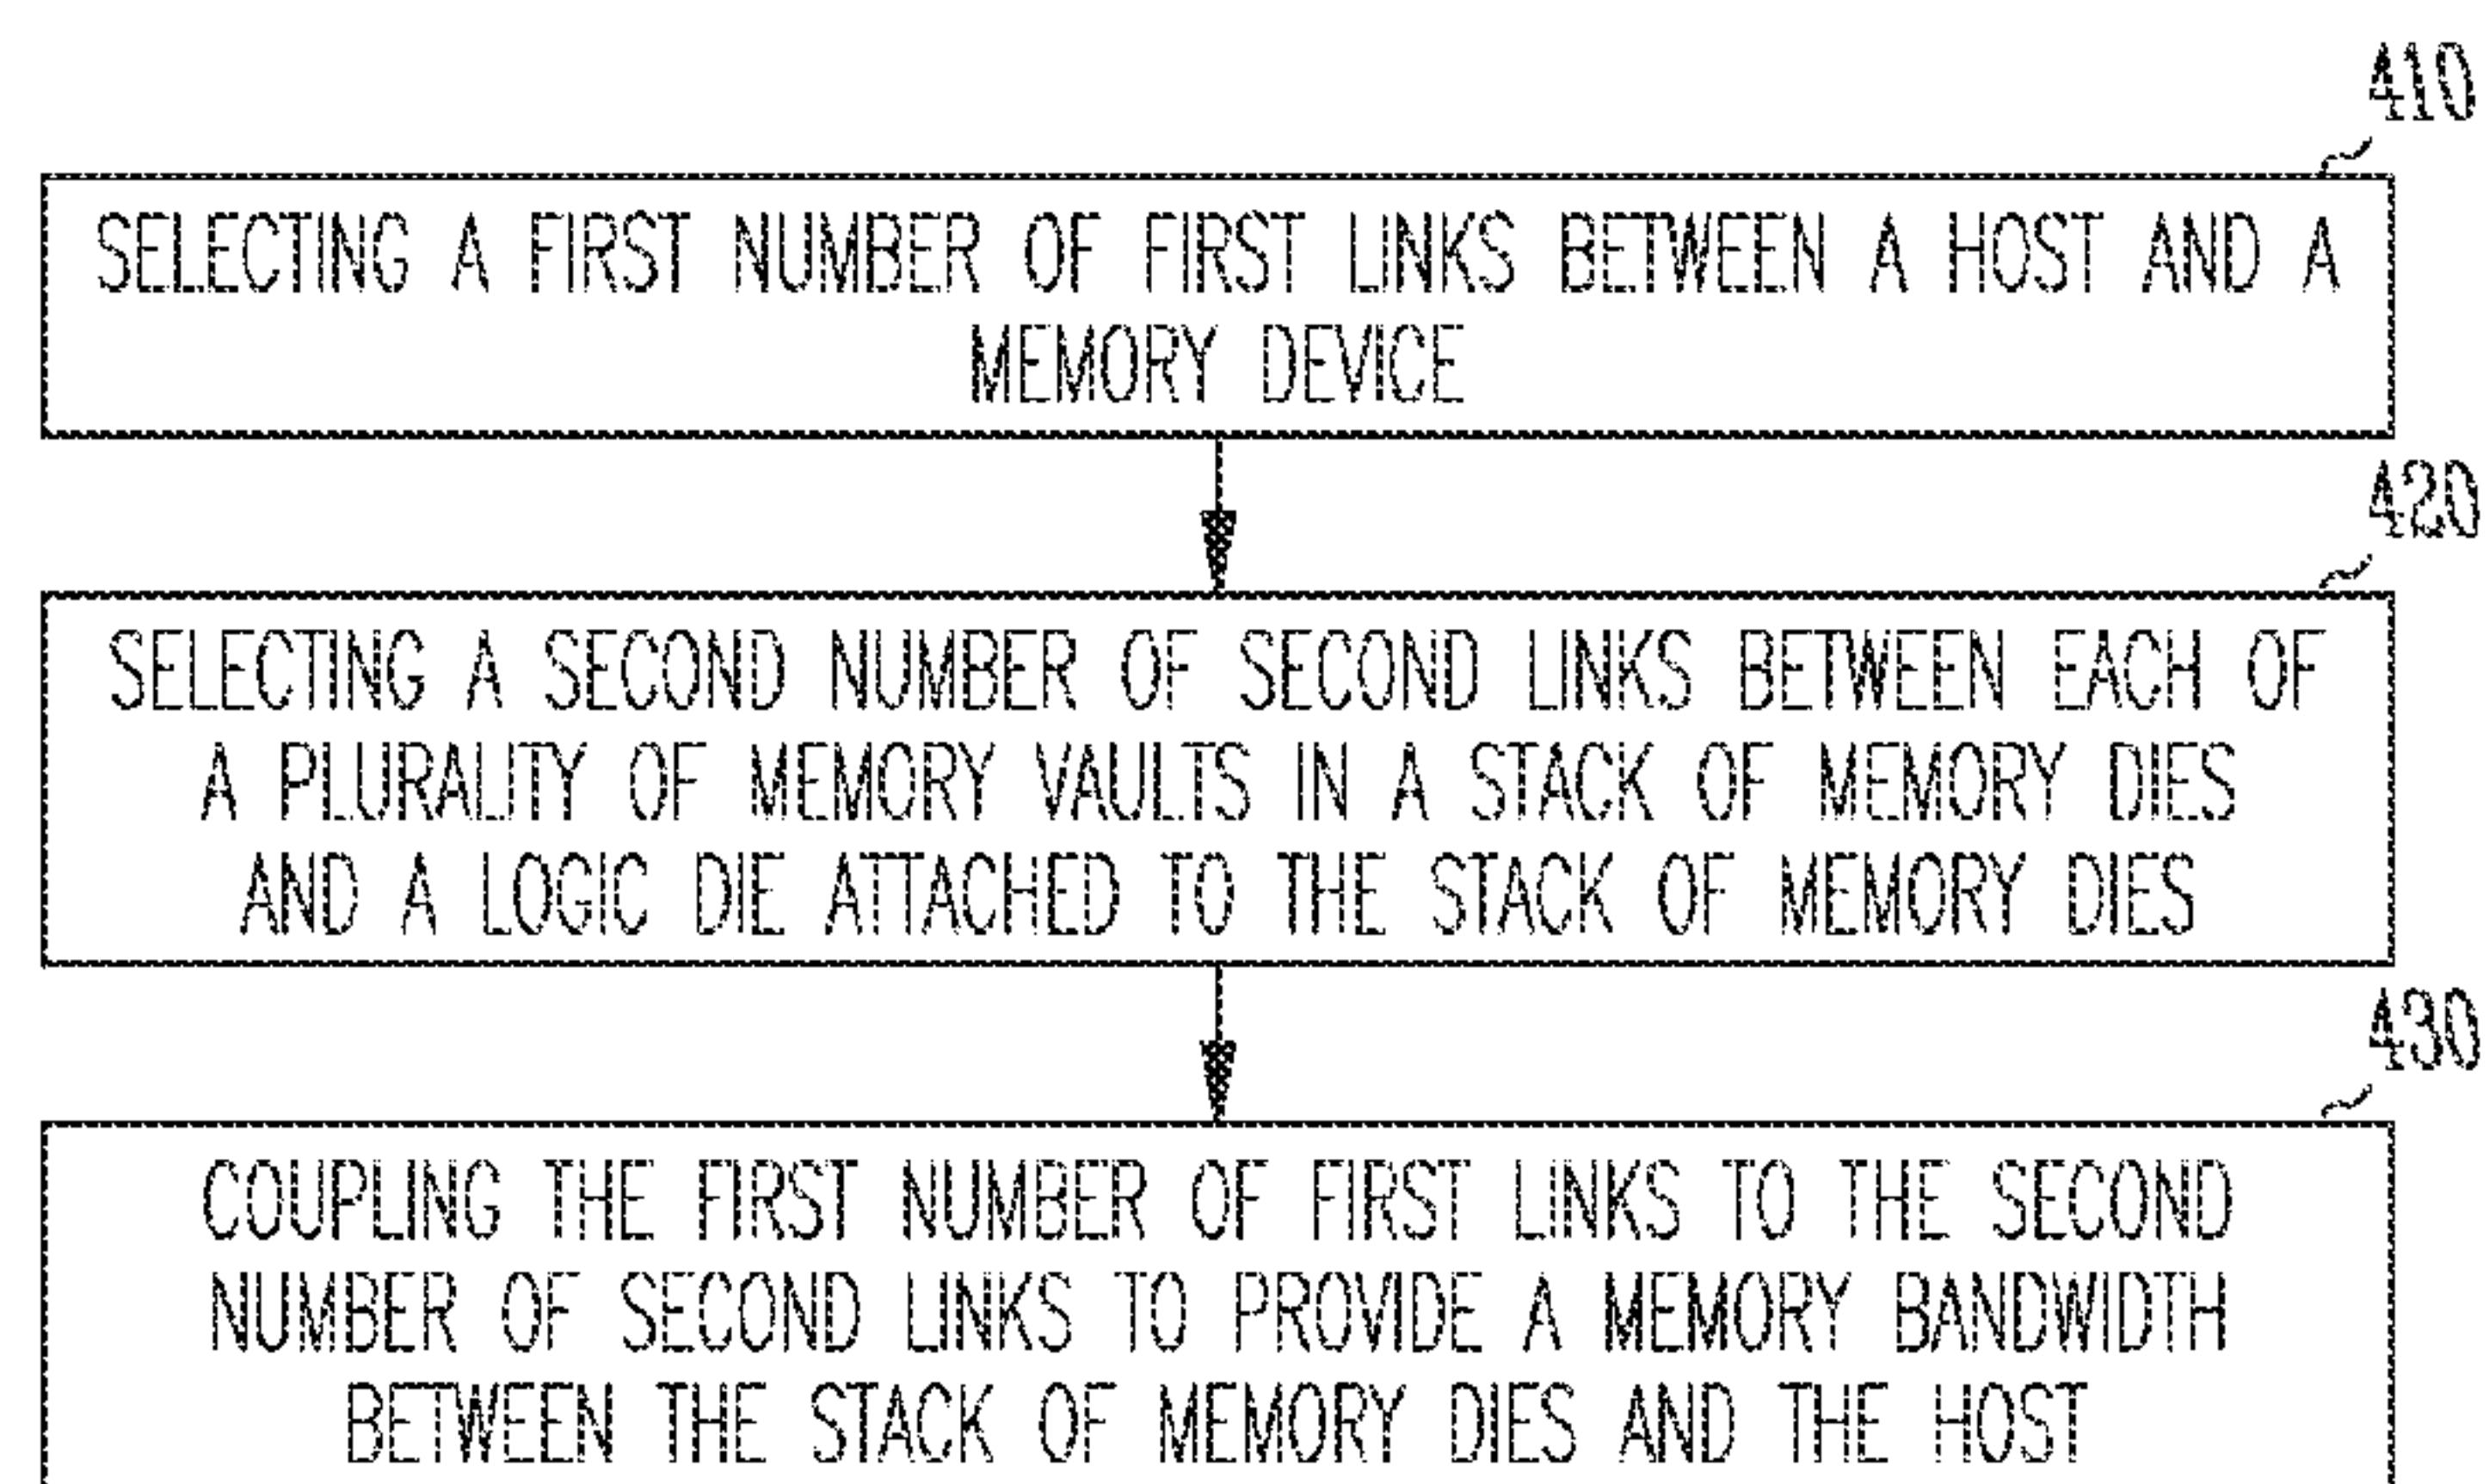 410
SELECTING A FIRST NUMBER OF FIRST LINKS BETWEEN A HOST AND A
MEMORY DEVICE
420
SELECTING A SECOND NUMBER OF SECOND LINKS BETWEEN EACH OF
A PLURALITY OF MEMORY VAULTS IN A STACK OF MEMORY DIES
AND A LOGIC DIE ATTACHED TO THE STACK OF MEMORY DIES
430
COUPLING THE FIRST NUMBER OF FIRST LINKS TO THE SECOND
NUMBER OF SECOND LINKS TO PROVIDE A MEMORY BANDWIDTH
BETWEEN THE STACK OF MEMORY DIES AND THE HOST